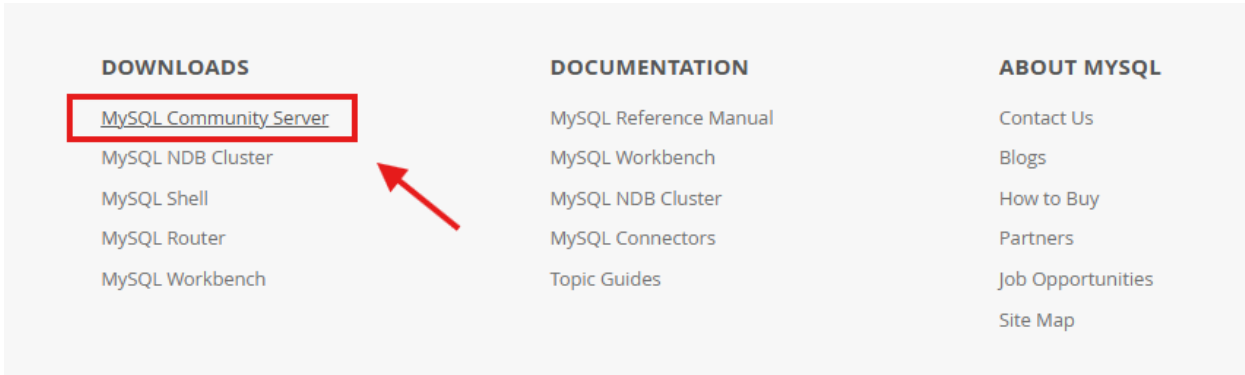 DOWNLOADS
MySQL Community Server
MySQL NDB Cluster
MySQL Shell
MySQL Router
MySQL Workbench
DOCUMENTATION
MySQL Reference Manual
MySQL Workbench
MySQL NDB Cluster
MySQL Connectors
Topic Guides
ABOUT MYSQL
Contact Us
Blogs
How to Buy
Partners
Job Opportunities
Site Map